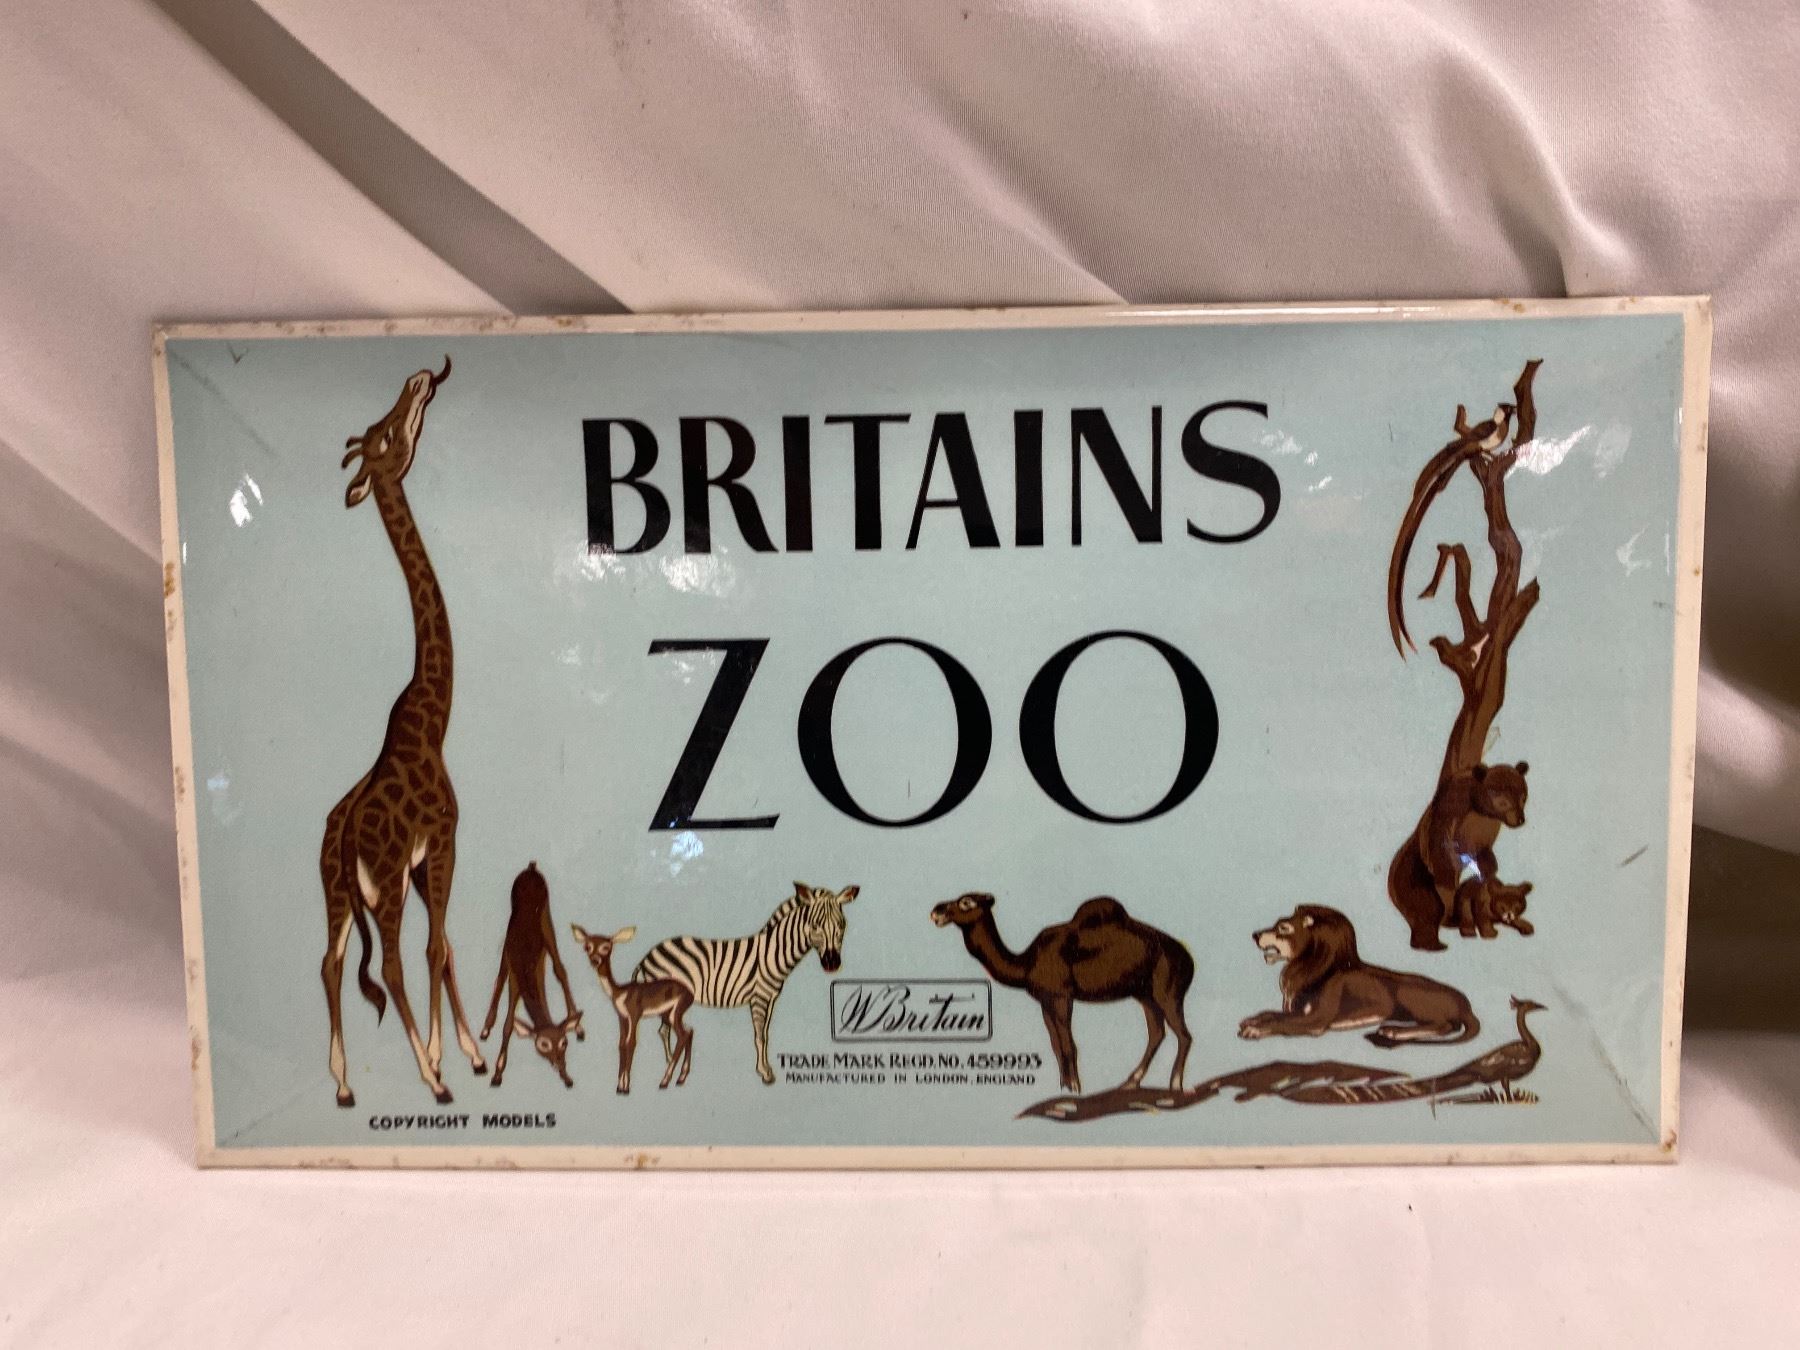 BRITAINS
ZOO
W Britain
TRADE MARK REGD. NO. 459993
MANUFACTURED IN LONDON, ENGLAND
COPYRIGHT MODELS